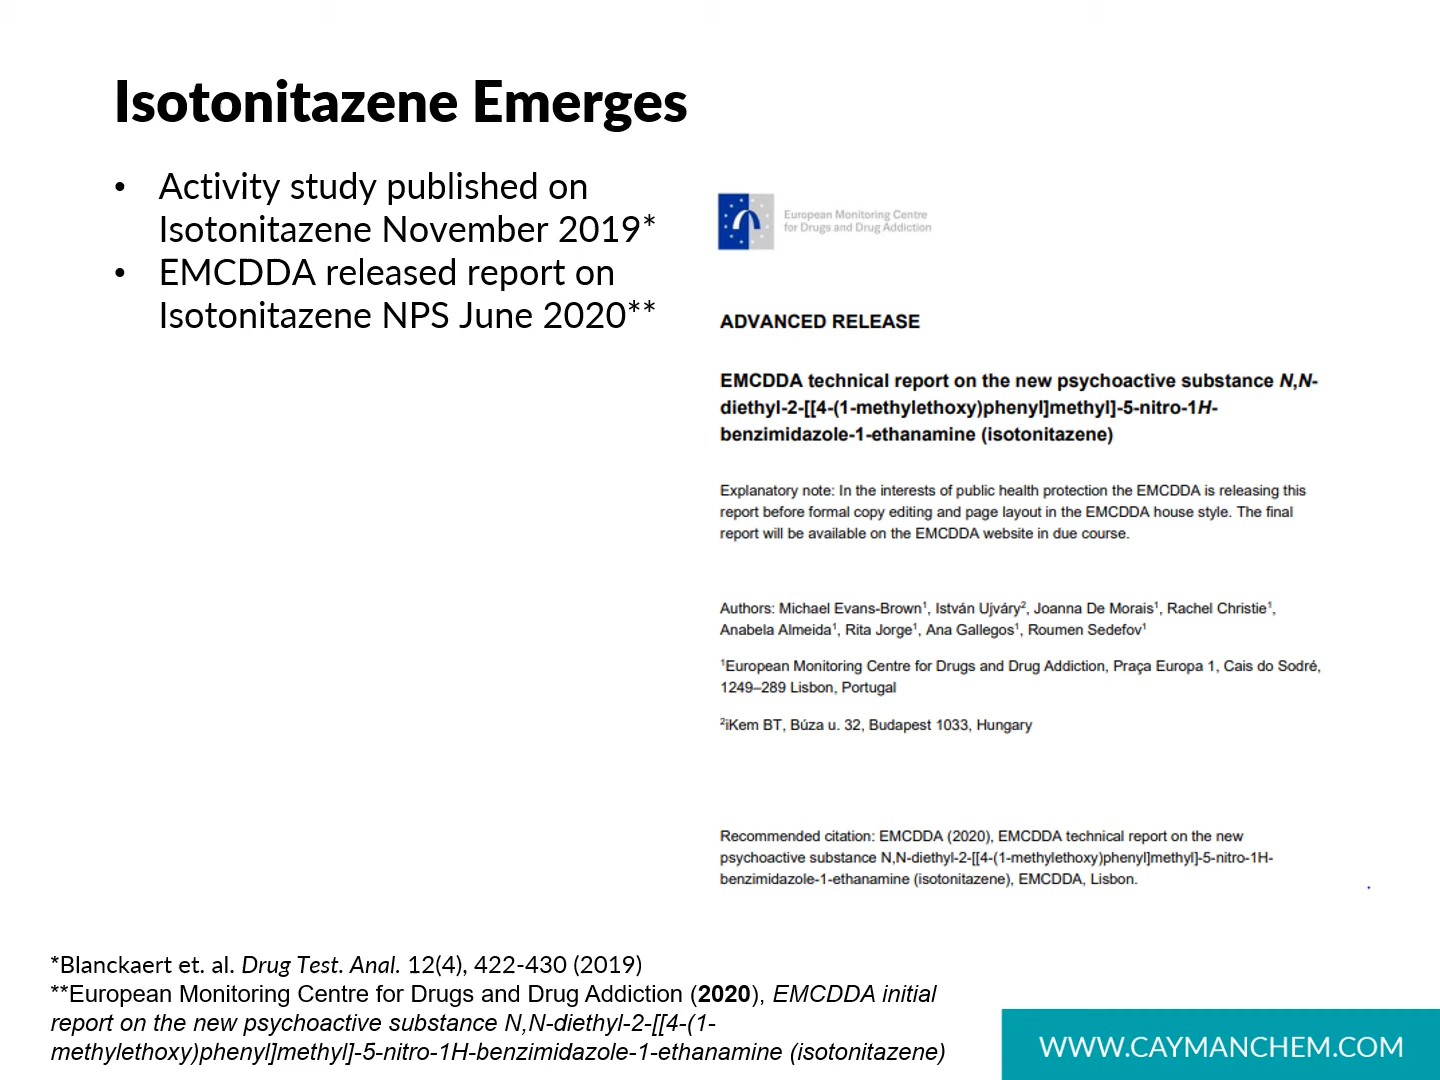 Isotonitazene Emerges
• Activity study published on
Isotonitazene November 2019*
• EMCDDA released report on
Isotonitazene NPS June 2020**
European Monitoring Centre
for Drugs and Drug Addiction
ADVANCED RELEASE
EMCDDA technical report on the new psychoactive substance N,N-
diethyl-2-[[4-(1-methylethoxy)phenyl]methyl]-5-nitro-1H-
benzimidazole-1-ethanamine (isotonitazene)
Explanatory note: In the interests of public health protection the EMCDDA is releasing this
report before formal copy editing and page layout in the EMCDDA house style. The final
report will be available on the EMCDDA website in due course.
Authors: Michael Evans-Brown¹, István Ujváry², Joanna De Morais¹, Rachel Christie¹,
Anabela Almeida¹, Rita Jorge¹, Ana Gallegos¹, Roumen Sedefov¹
¹European Monitoring Centre for Drugs and Drug Addiction, Praça Europa 1, Cais do Sodré,
1249–289 Lisbon, Portugal
²iKem BT, Búza u. 32, Budapest 1033, Hungary
Recommended citation: EMCDDA (2020), EMCDDA technical report on the new
psychoactive substance N,N-diethyl-2-[[4-(1-methylethoxy)phenyl]methyl]-5-nitro-1H-
benzimidazole-1-ethanamine (isotonitazene), EMCDDA, Lisbon.
*Blanckaert et. al. Drug Test. Anal. 12(4), 422-430 (2019)
**European Monitoring Centre for Drugs and Drug Addiction (2020), EMCDDA initial
report on the new psychoactive substance N,N-diethyl-2-[[4-(1-
methylethoxy)phenyl]methyl]-5-nitro-1H-benzimidazole-1-ethanamine (isotonitazene)
WWW.CAYMANCHEM.COM